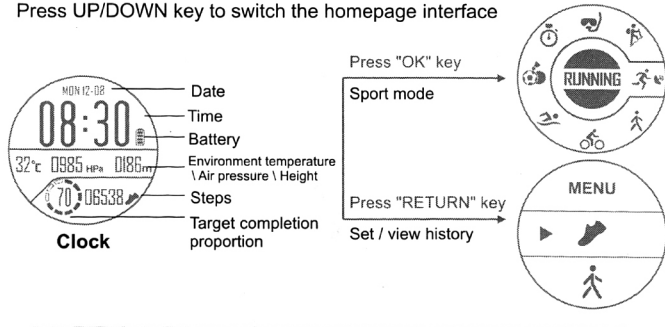 Press UP/DOWN key to switch the homepage interface
MON 12-08
08:30
32℃ 0985 HPa 0186m
70 06538
Clock
Date
Time
Battery
Environment temperature
\ Air pressure \ Height
Steps
Target completion
proportion
Press "OK" key
Sport mode
RUNNING
Press "RETURN" key
Set / view history
MENU